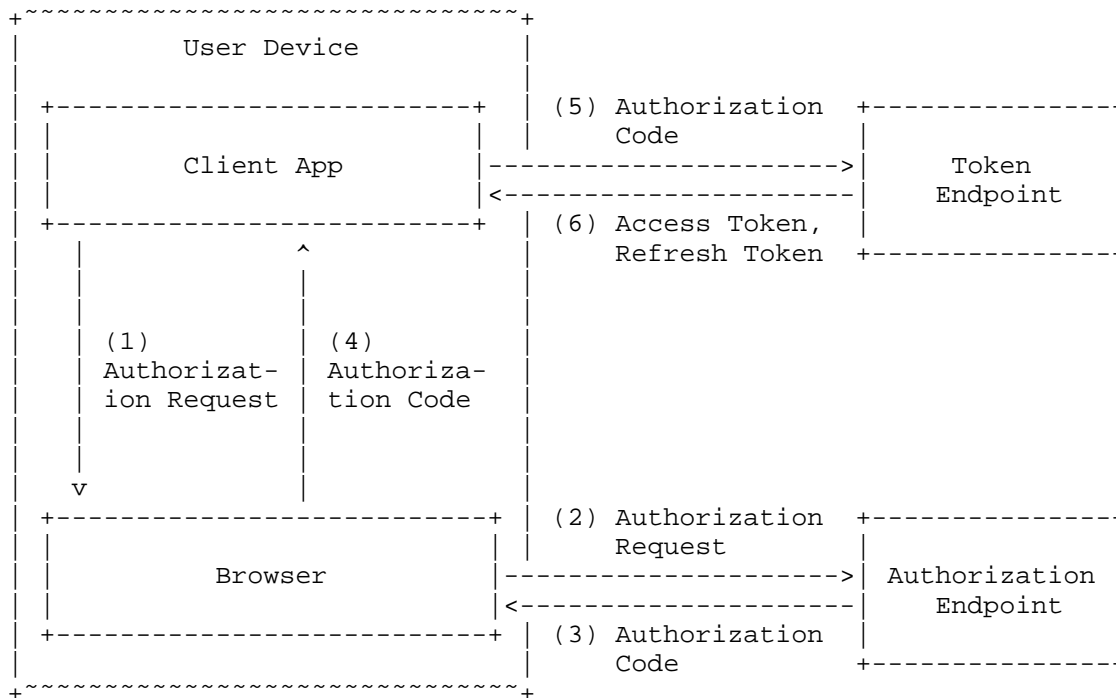 User Device
(5) Authorization
Code
Client App
Token
Endpoint
(6) Access Token,
Refresh Token
(1)
Authorizat-
ion Request
(4)
Authoriza-
tion Code
(2) Authorization
Request
Browser
Authorization
Endpoint
(3) Authorization
Code